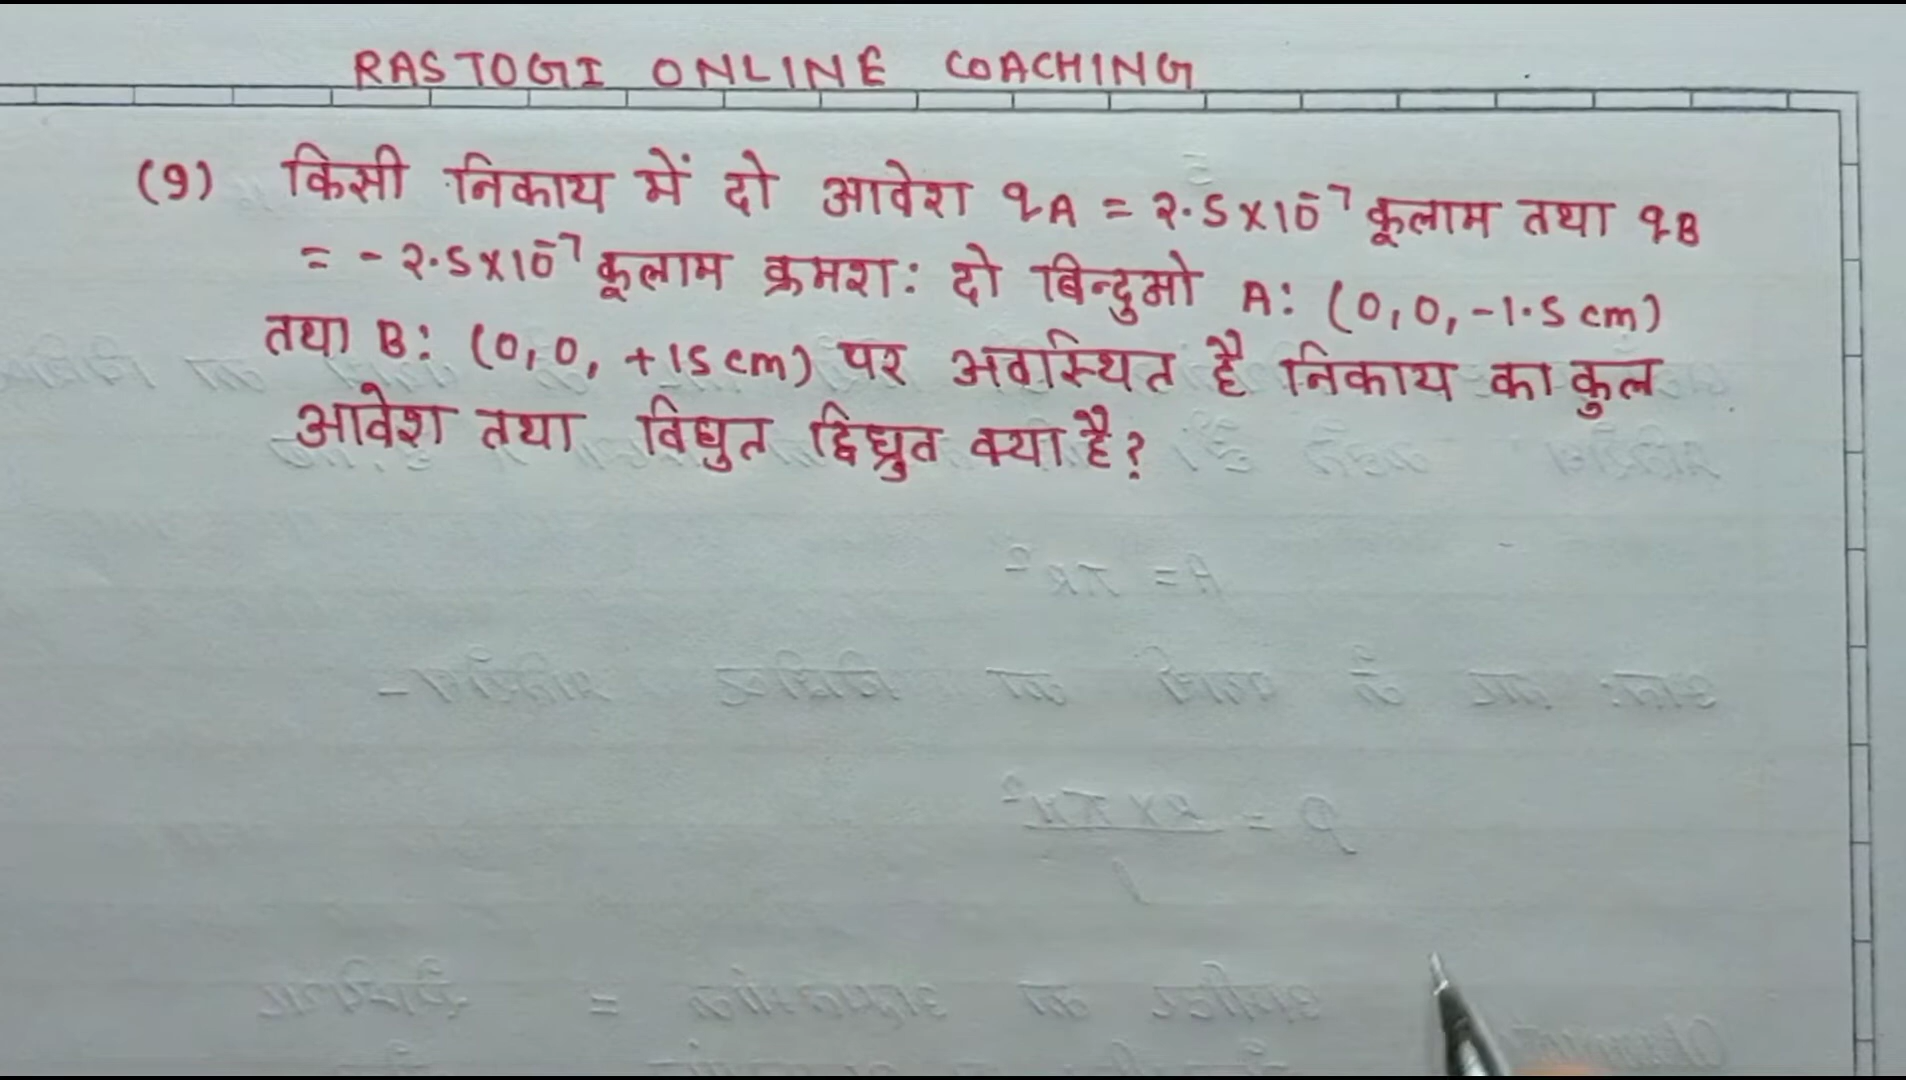 RASTOGI ONLINE COACHING
(9) किसी निकाय में दो आवेश qA = 2.5×10⁻⁷ कूलाम तथा qB
= -2.5×10⁻⁷ कूलाम क्रमशः दो बिन्दुओ A: (0,0,-1.5 cm)
तथा B: (0,0, +15 cm) पर अवस्थित है निकाय का कुल
आवेश तथा विधुत द्विध्रुत क्या है?
A = πr²